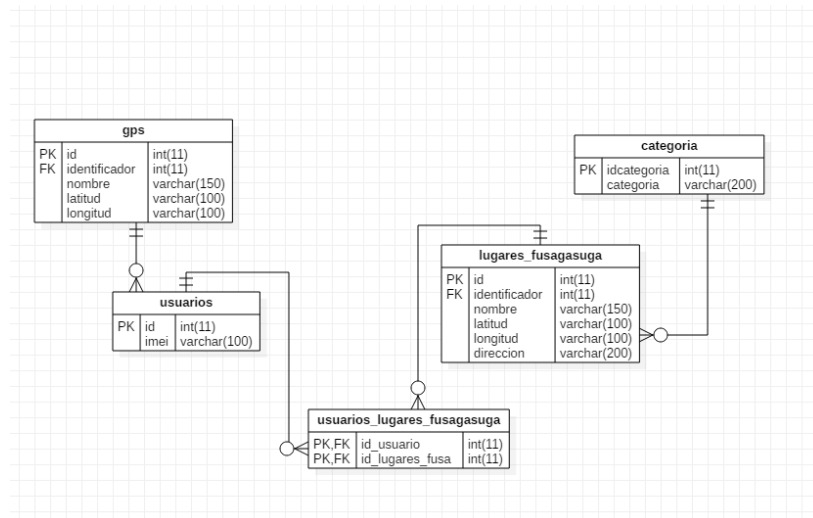 gps
PK id int(11)
FK identificador int(11)
nombre varchar(150)
latitud varchar(100)
longitud varchar(100)
categoria
PK idcategoria int(11)
categoria varchar(200)
lugares_fusagasuga
PK id int(11)
FK identificador int(11)
nombre varchar(150)
latitud varchar(100)
longitud varchar(100)
direccion varchar(200)
usuarios
PK id int(11)
imei varchar(100)
usuarios_lugares_fusagasuga
PK,FK id_usuario int(11)
PK,FK id_lugares_fusa int(11)